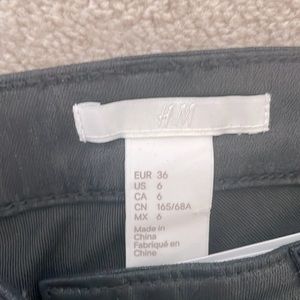 H&M
EUR 36
US 6
CA 6
CN 165/68A
MX 6
Made in
China
Fabriqué en
Chine